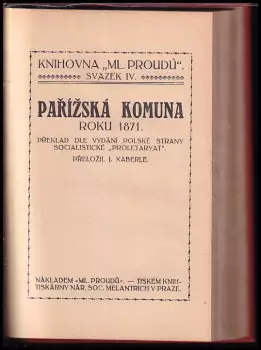 KNIHOVNA „ML. PROUDŮ“.
SVAZEK IV.
PAŘÍŽSKÁ KOMUNA
ROKU 1871.
PŘEKLAD DLE VYDÁNÍ POLSKÉ STRANY
SOCIALISTICKÉ „PROLETARYAT“.
PŘELOŽIL J. KABERLE.
NÁKLADEM «ML. PROUDŮ». — TISKEM KNIH-
TISKÁRNY NÁR. SOC. MELANTRICH V PRAZE.